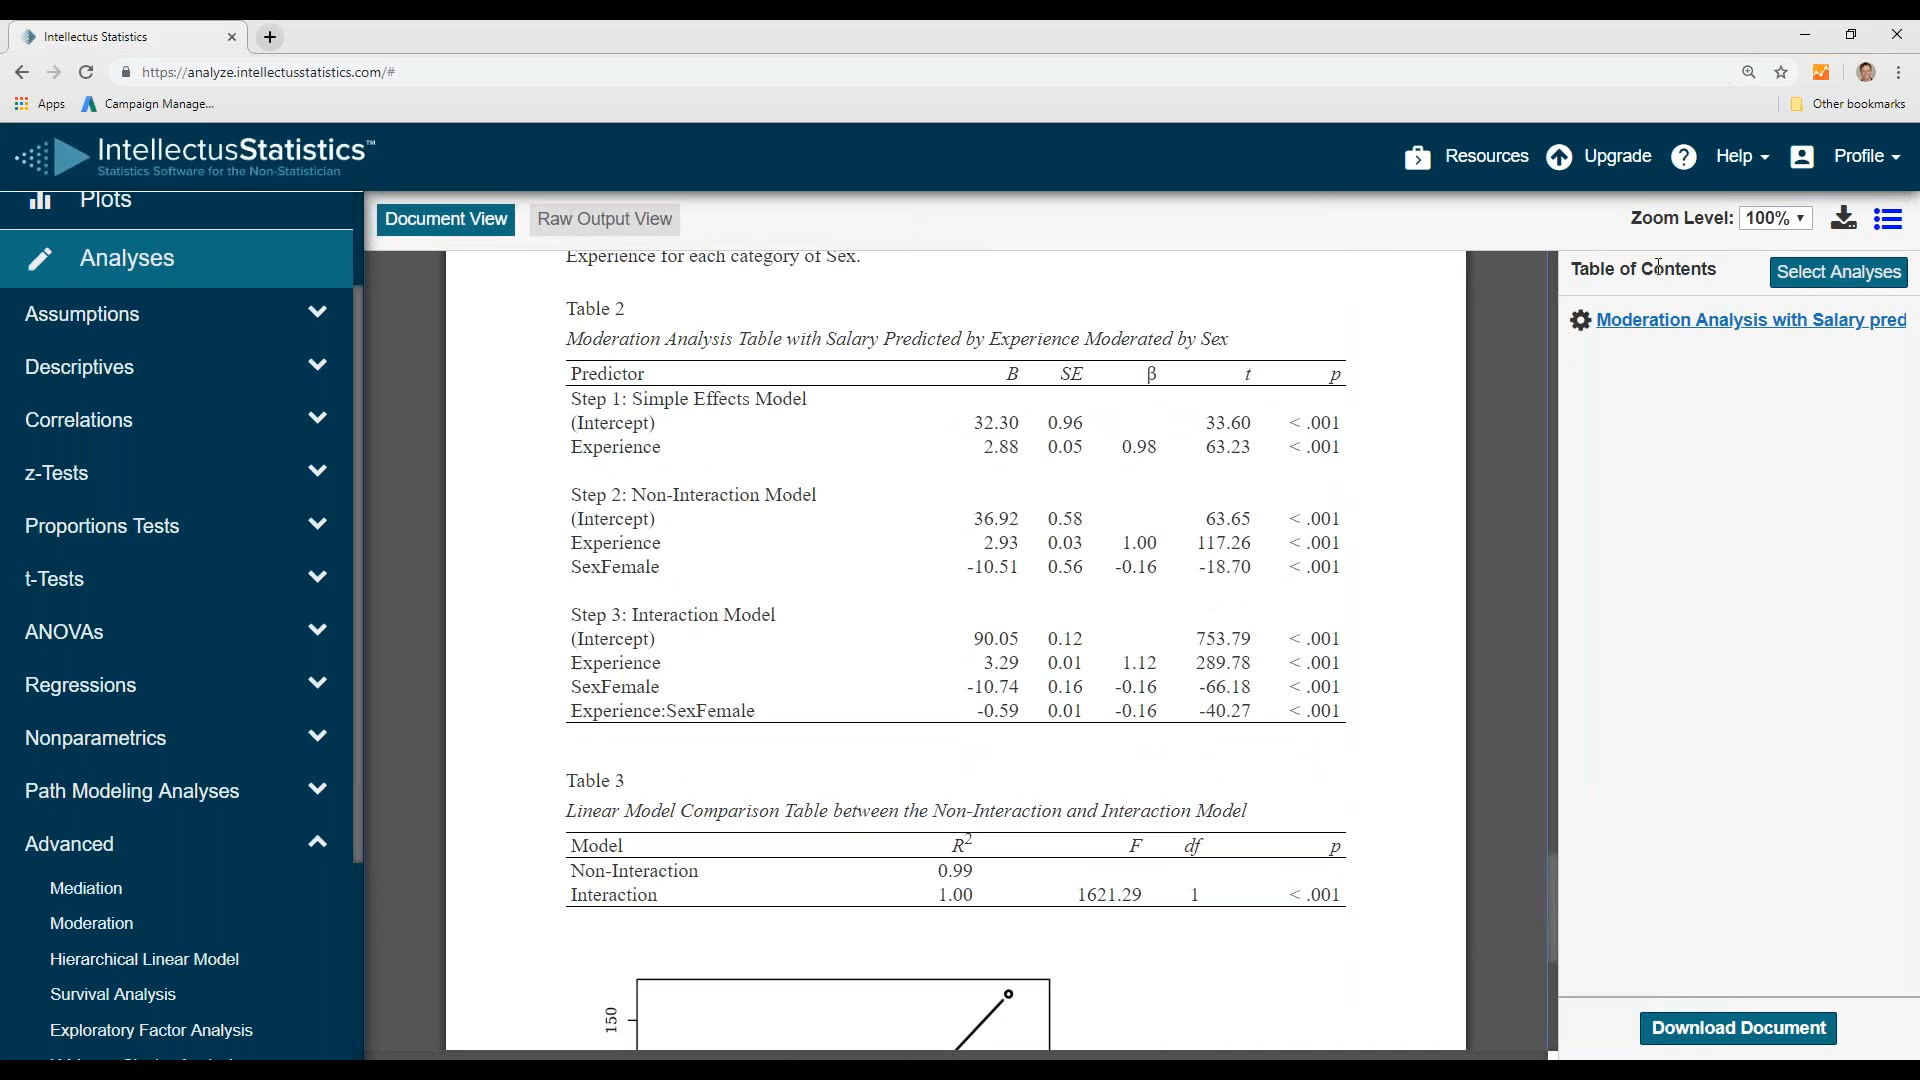 Intellectus Statistics
https://analyze.intellectusstatistics.com/#
Apps
Campaign Manage...
Other bookmarks
IntellectusStatistics™
Statistics Software for the Non-Statistician
Resources
Upgrade
Help
Profile
Plots
Analyses
Assumptions
Descriptives
Correlations
z-Tests
Proportions Tests
t-Tests
ANOVAs
Regressions
Nonparametrics
Path Modeling Analyses
Advanced
Mediation
Moderation
Hierarchical Linear Model
Survival Analysis
Exploratory Factor Analysis
Document View
Raw Output View
Zoom Level: 100%
Experience for each category of Sex.
Table 2
Moderation Analysis Table with Salary Predicted by Experience Moderated by Sex
Predictor B SE β t p
Step 1: Simple Effects Model
(Intercept) 32.30 0.96 33.60 < .001
Experience 2.88 0.05 0.98 63.23 < .001
Step 2: Non-Interaction Model
(Intercept) 36.92 0.58 63.65 < .001
Experience 2.93 0.03 1.00 117.26 < .001
SexFemale -10.51 0.56 -0.16 -18.70 < .001
Step 3: Interaction Model
(Intercept) 90.05 0.12 753.79 < .001
Experience 3.29 0.01 1.12 289.78 < .001
SexFemale -10.74 0.16 -0.16 -66.18 < .001
Experience:SexFemale -0.59 0.01 -0.16 -40.27 < .001
Table 3
Linear Model Comparison Table between the Non-Interaction and Interaction Model
Model R² F df p
Non-Interaction 0.99
Interaction 1.00 1621.29 1 < .001
150
Table of Contents
Select Analyses
Moderation Analysis with Salary pred
Download Document